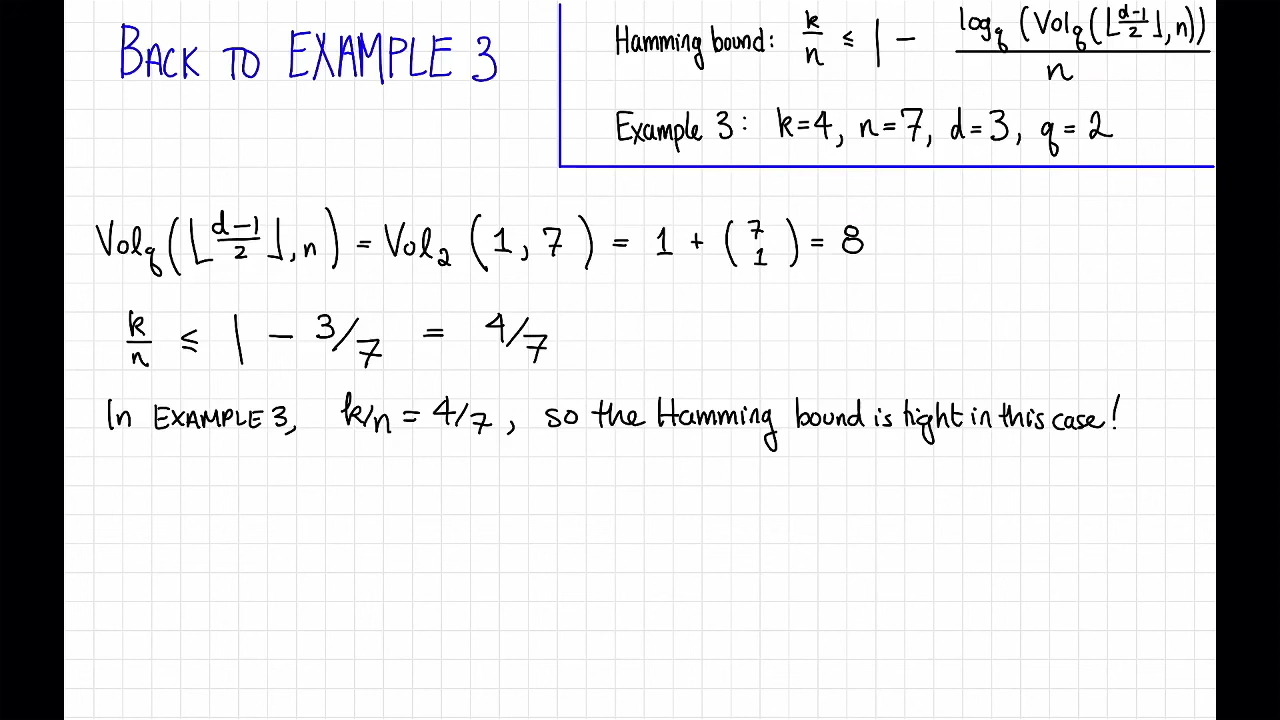 BACK TO EXAMPLE 3
Hamming bound: k/n ≤ 1 - log_q (Vol_q(⌊(d-1)/2⌋, n)) / n
Example 3: k=4, n=7, d=3, q=2
Vol_q(⌊(d-1)/2⌋, n) = Vol_2 (1, 7) = 1 + (7 1) = 8
k/n ≤ 1 - 3/7 = 4/7
In EXAMPLE 3, k/n = 4/7, so the Hamming bound is tight in this case!